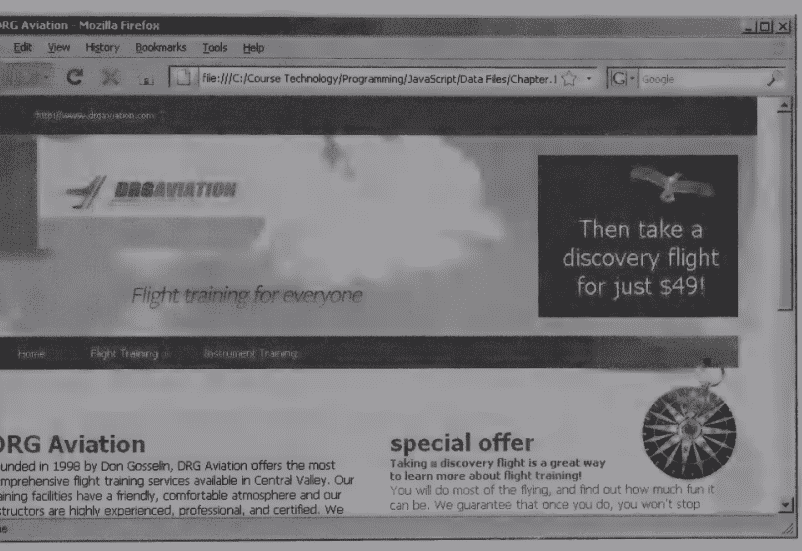 DRG Aviation - Mozilla Firefox
Edit View History Bookmarks Tools Help
file:///C:/Course Technology/Programming/JavaScript/Data Files/Chapter.
G Google
http://www.drgaviation.com
DRGAVIATION
Then take a
discovery flight
for just $49!
Flight training for everyone
Home Flight Training Instrument Training
DRG Aviation
unded in 1998 by Don Gosselin, DRG Aviation offers the most
mprehensive flight training services available in Central Valley. Our
aining facilities have a friendly, comfortable atmosphere and our
structors are highly experienced, professional, and certified. We
special offer
Taking a discovery flight is a great way
to learn more about flight training!
You will do most of the flying, and find out how much fun it
can be. We guarantee that once you do, you won't stop